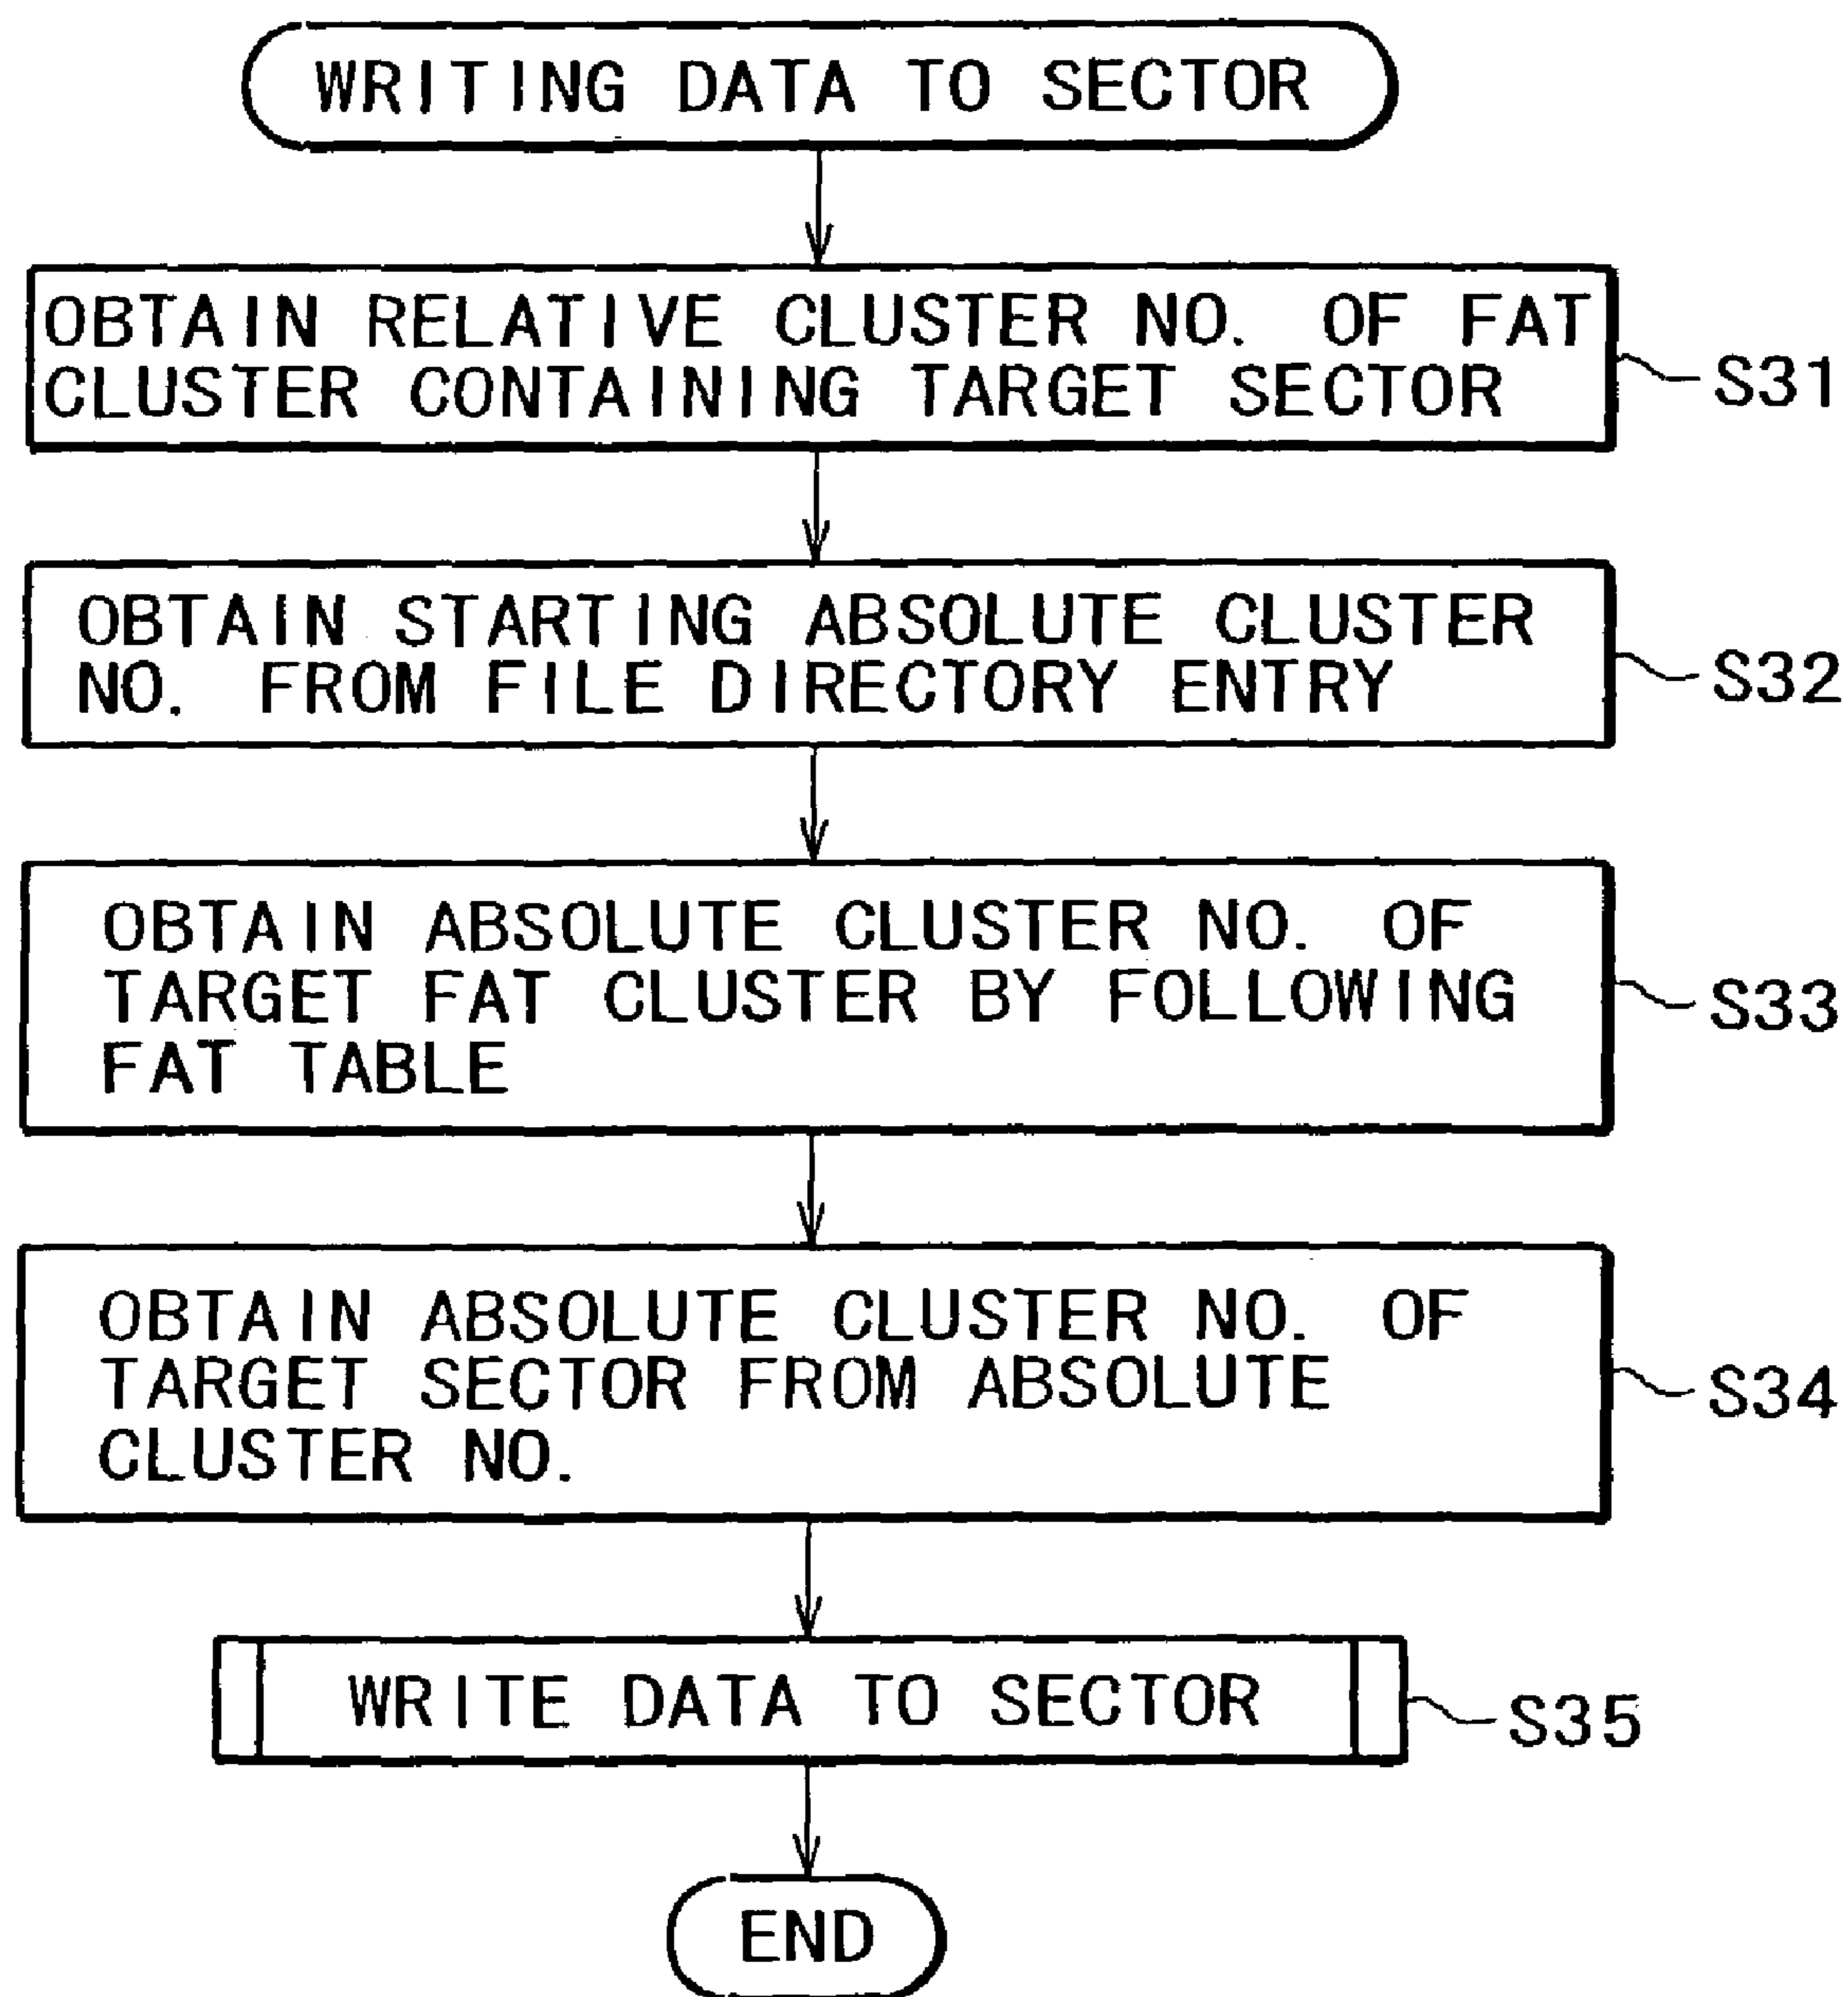 WRITING DATA TO SECTOR
OBTAIN RELATIVE CLUSTER NO. OF FAT
CLUSTER CONTAINING TARGET SECTOR
S31
OBTAIN STARTING ABSOLUTE CLUSTER
NO. FROM FILE DIRECTORY ENTRY
S32
OBTAIN ABSOLUTE CLUSTER NO. OF
TARGET FAT CLUSTER BY FOLLOWING
FAT TABLE
S33
OBTAIN ABSOLUTE CLUSTER NO. OF
TARGET SECTOR FROM ABSOLUTE
CLUSTER NO.
S34
WRITE DATA TO SECTOR
S35
END